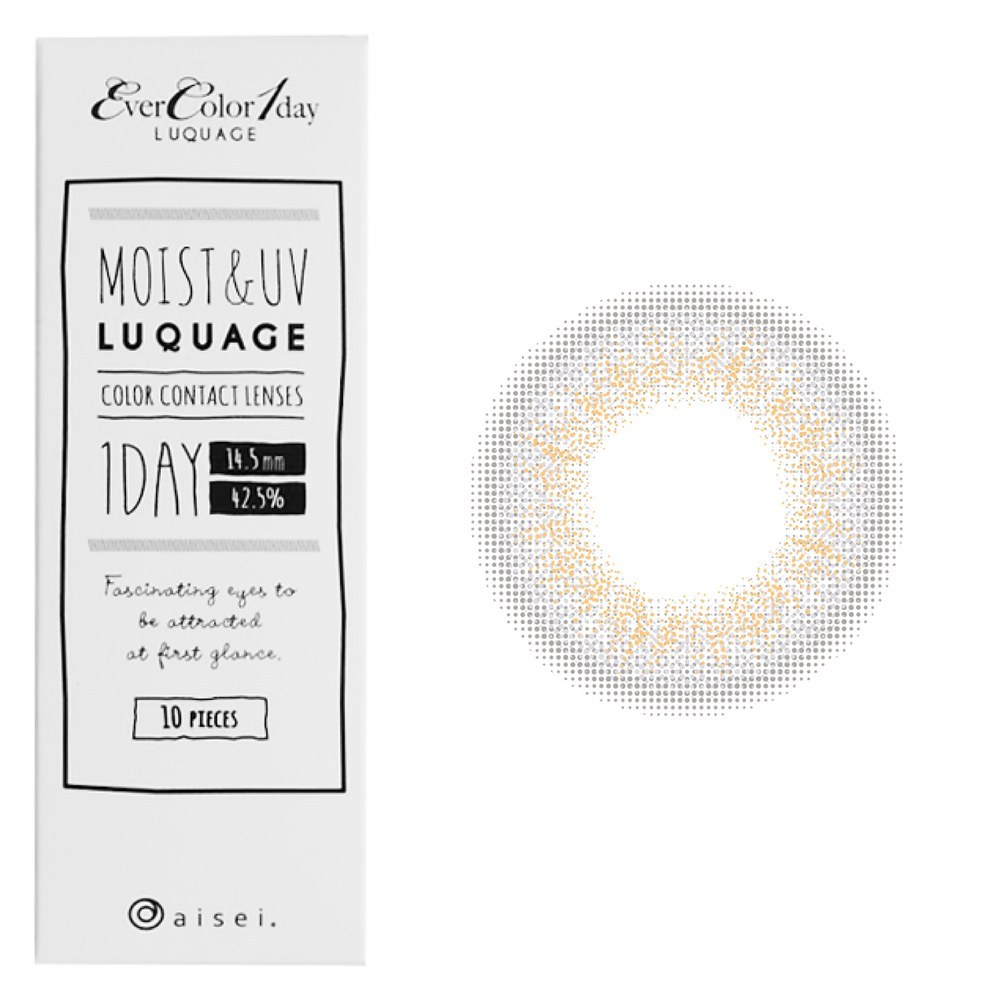 EverColor1day
LUQUAGE
MOIST&UV
LUQUAGE
COLOR CONTACT LENSES
1DAY
14.5mm
42.5%
Fascinating eyes to
be attracted
at first glance.
10 PIECES
aisei.